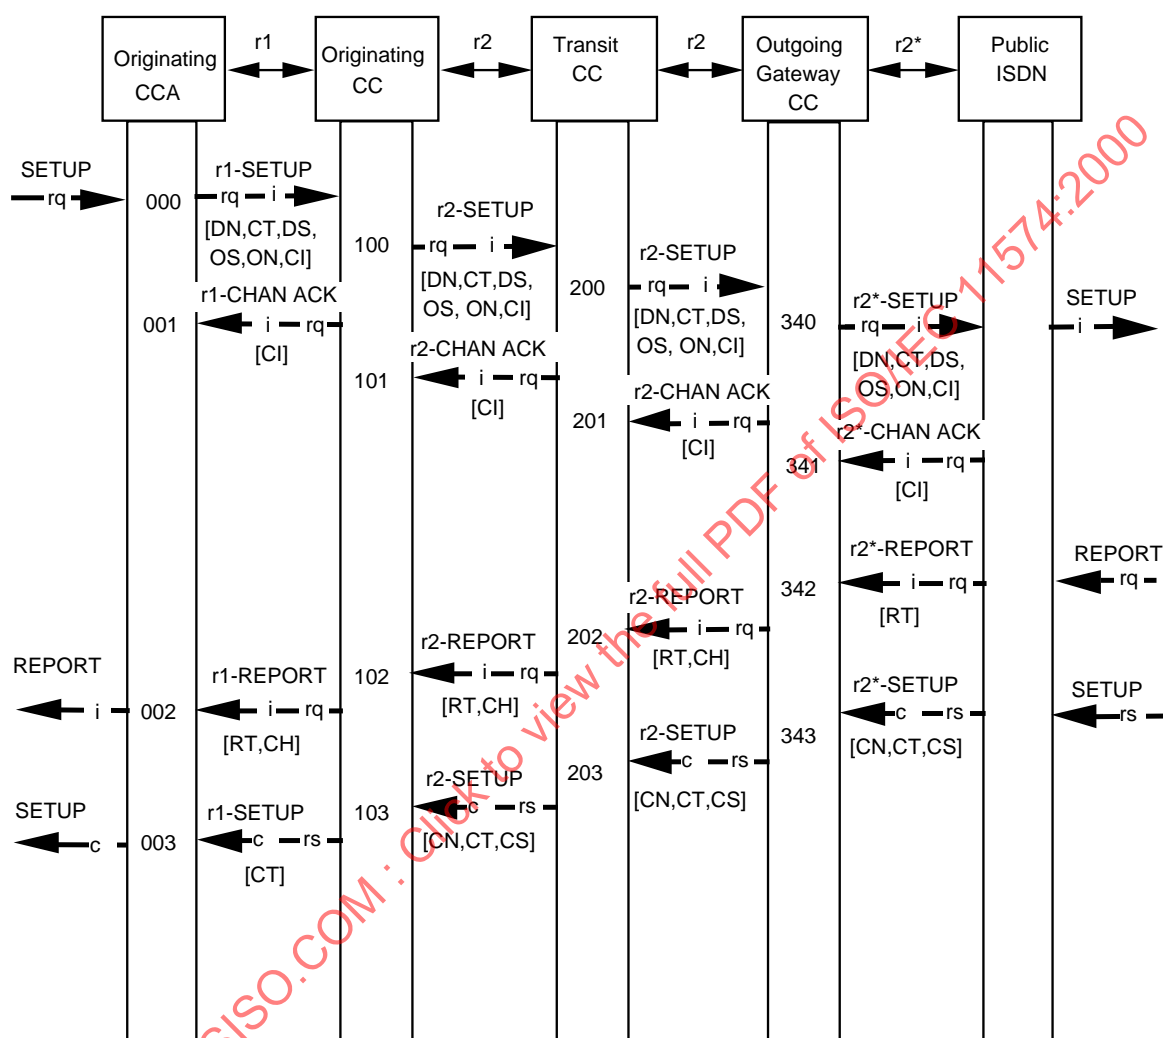 Originating
CCA
r1
Originating
CC
r2
Transit
CC
r2
Outgoing
Gateway
CC
r2*
Public
ISDN
SETUP
rq
000
r1-SETUP
rq i
[DN,CT,DS,
OS,ON,CI]
100
r2-SETUP
rq i
[DN,CT,DS,
OS, ON,CI]
200
r2-SETUP
rq i
[DN,CT,DS,
OS, ON,CI]
340
r2*-SETUP
rq i
[DN,CT,DS,
OS,ON,CI]
SETUP
i
001
r1-CHAN ACK
i rq
[CI]
101
r2-CHAN ACK
i rq
[CI]
201
r2-CHAN ACK
i rq
[CI]
341
r2*-CHAN ACK
i rq
[CI]
REPORT
rq
r2*-REPORT
i rq
[RT]
342
r2-REPORT
i rq
[RT,CH]
202
r2-REPORT
i rq
[RT,CH]
102
r1-REPORT
i rq
[RT,CH]
002
REPORT
i
SETUP
rs
r2*-SETUP
c rs
[CN,CT,CS]
343
r2-SETUP
c rs
[CN,CT,CS]
203
r2-SETUP
c rs
[CN,CT,CS]
103
r1-SETUP
c rs
[CT]
003
SETUP
c
SISO.COM : Click to view the full PDF of ISO/IEC 11574:2000